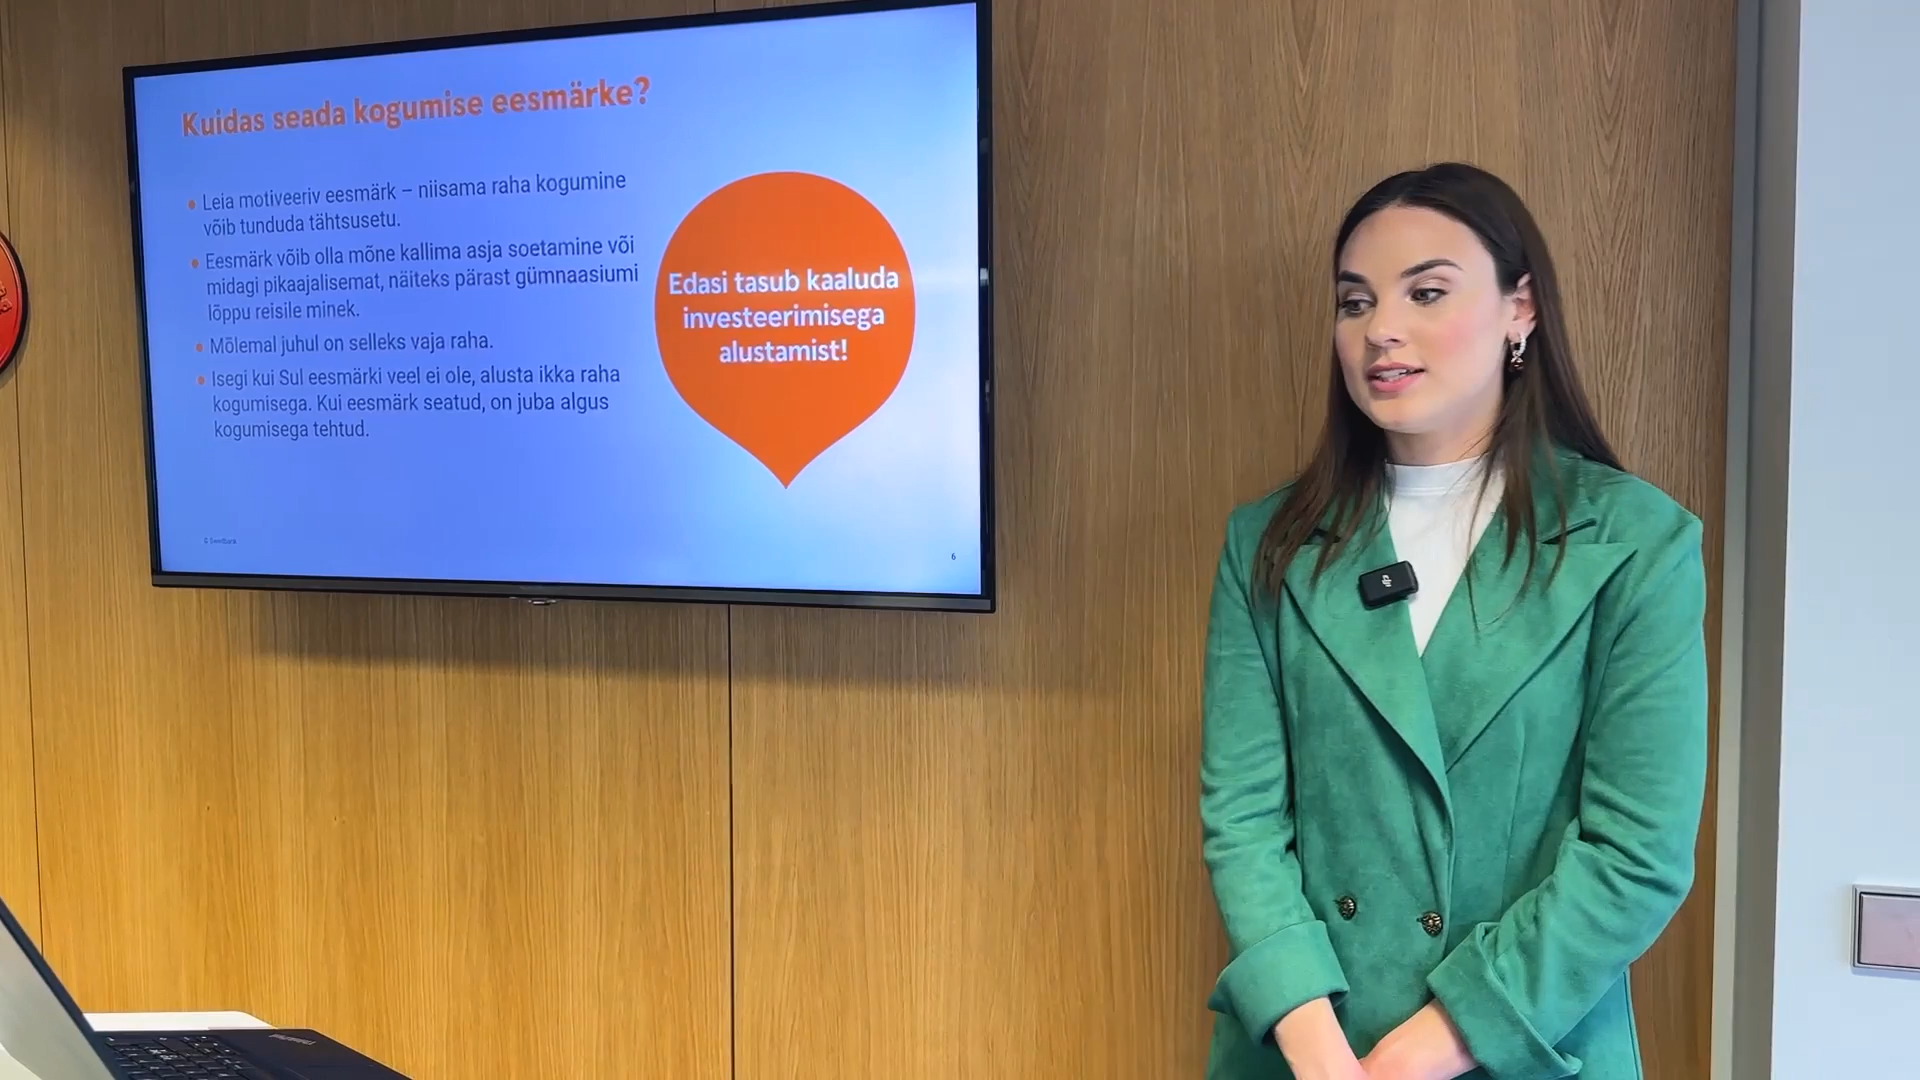 Kuidas seada kogumise eesmärke?
Leia motiveeriv eesmärk – niisama raha kogumine
võib tunduda tähtsusetu.
Eesmärk võib olla mõne kallima asja soetamine või
midagi pikaajalisemat, näiteks pärast gümnaasiumi
lõppu reisile minek.
Mõlemal juhul on selleks vaja raha.
Isegi kui Sul eesmärki veel ei ole, alusta ikka raha
kogumisega. Kui eesmärk seatud, on juba algus
kogumisega tehtud.
Edasi tasub kaaluda
investeerimisega
alustamist!
© Swedbank
6
dji
ThinkPad